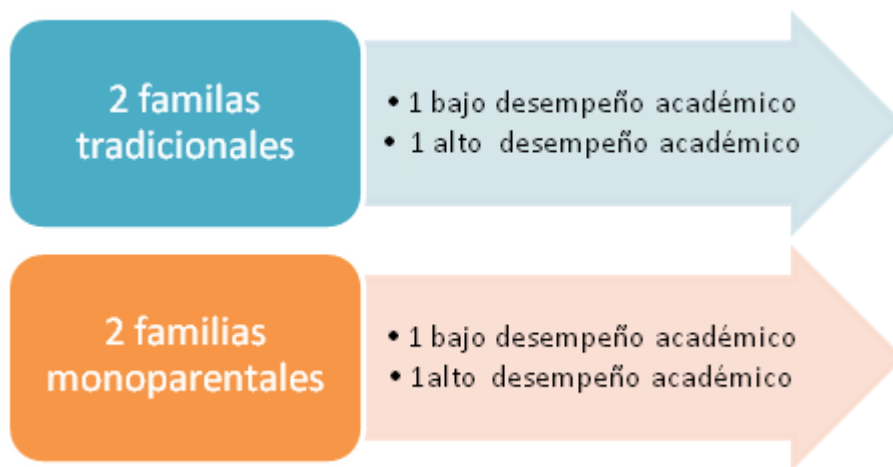 2 familas
tradicionales
• 1 bajo desempeño académico
• 1 alto desempeño académico
2 familias
monoparentales
• 1 bajo desempeño académico
• 1alto desempeño académico